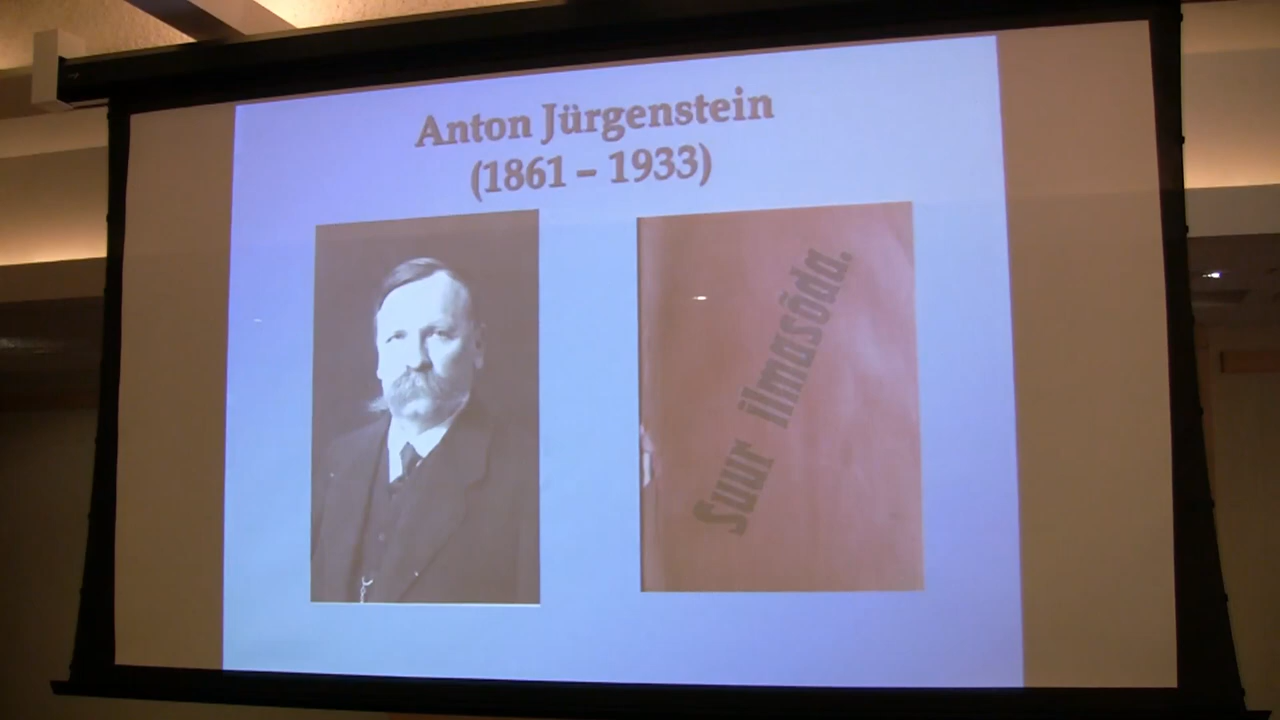 Anton Jürgenstein
(1861 – 1933)
Suur ilmasõda.